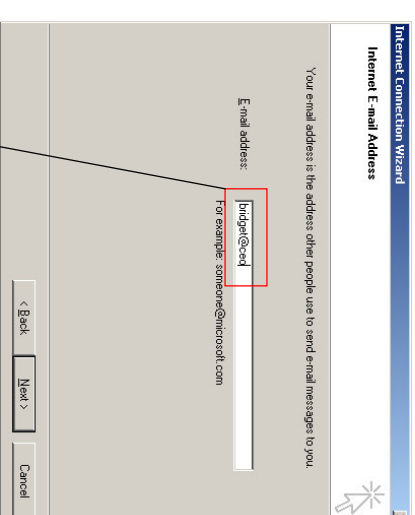 Internet Connection Wizard
Internet E-mail Address
Your e-mail address is the address other people use to send e-mail messages to you.
E-mail address:
bridget@ceo
For example: someone@microsoft.com
< Back
Next >
Cancel